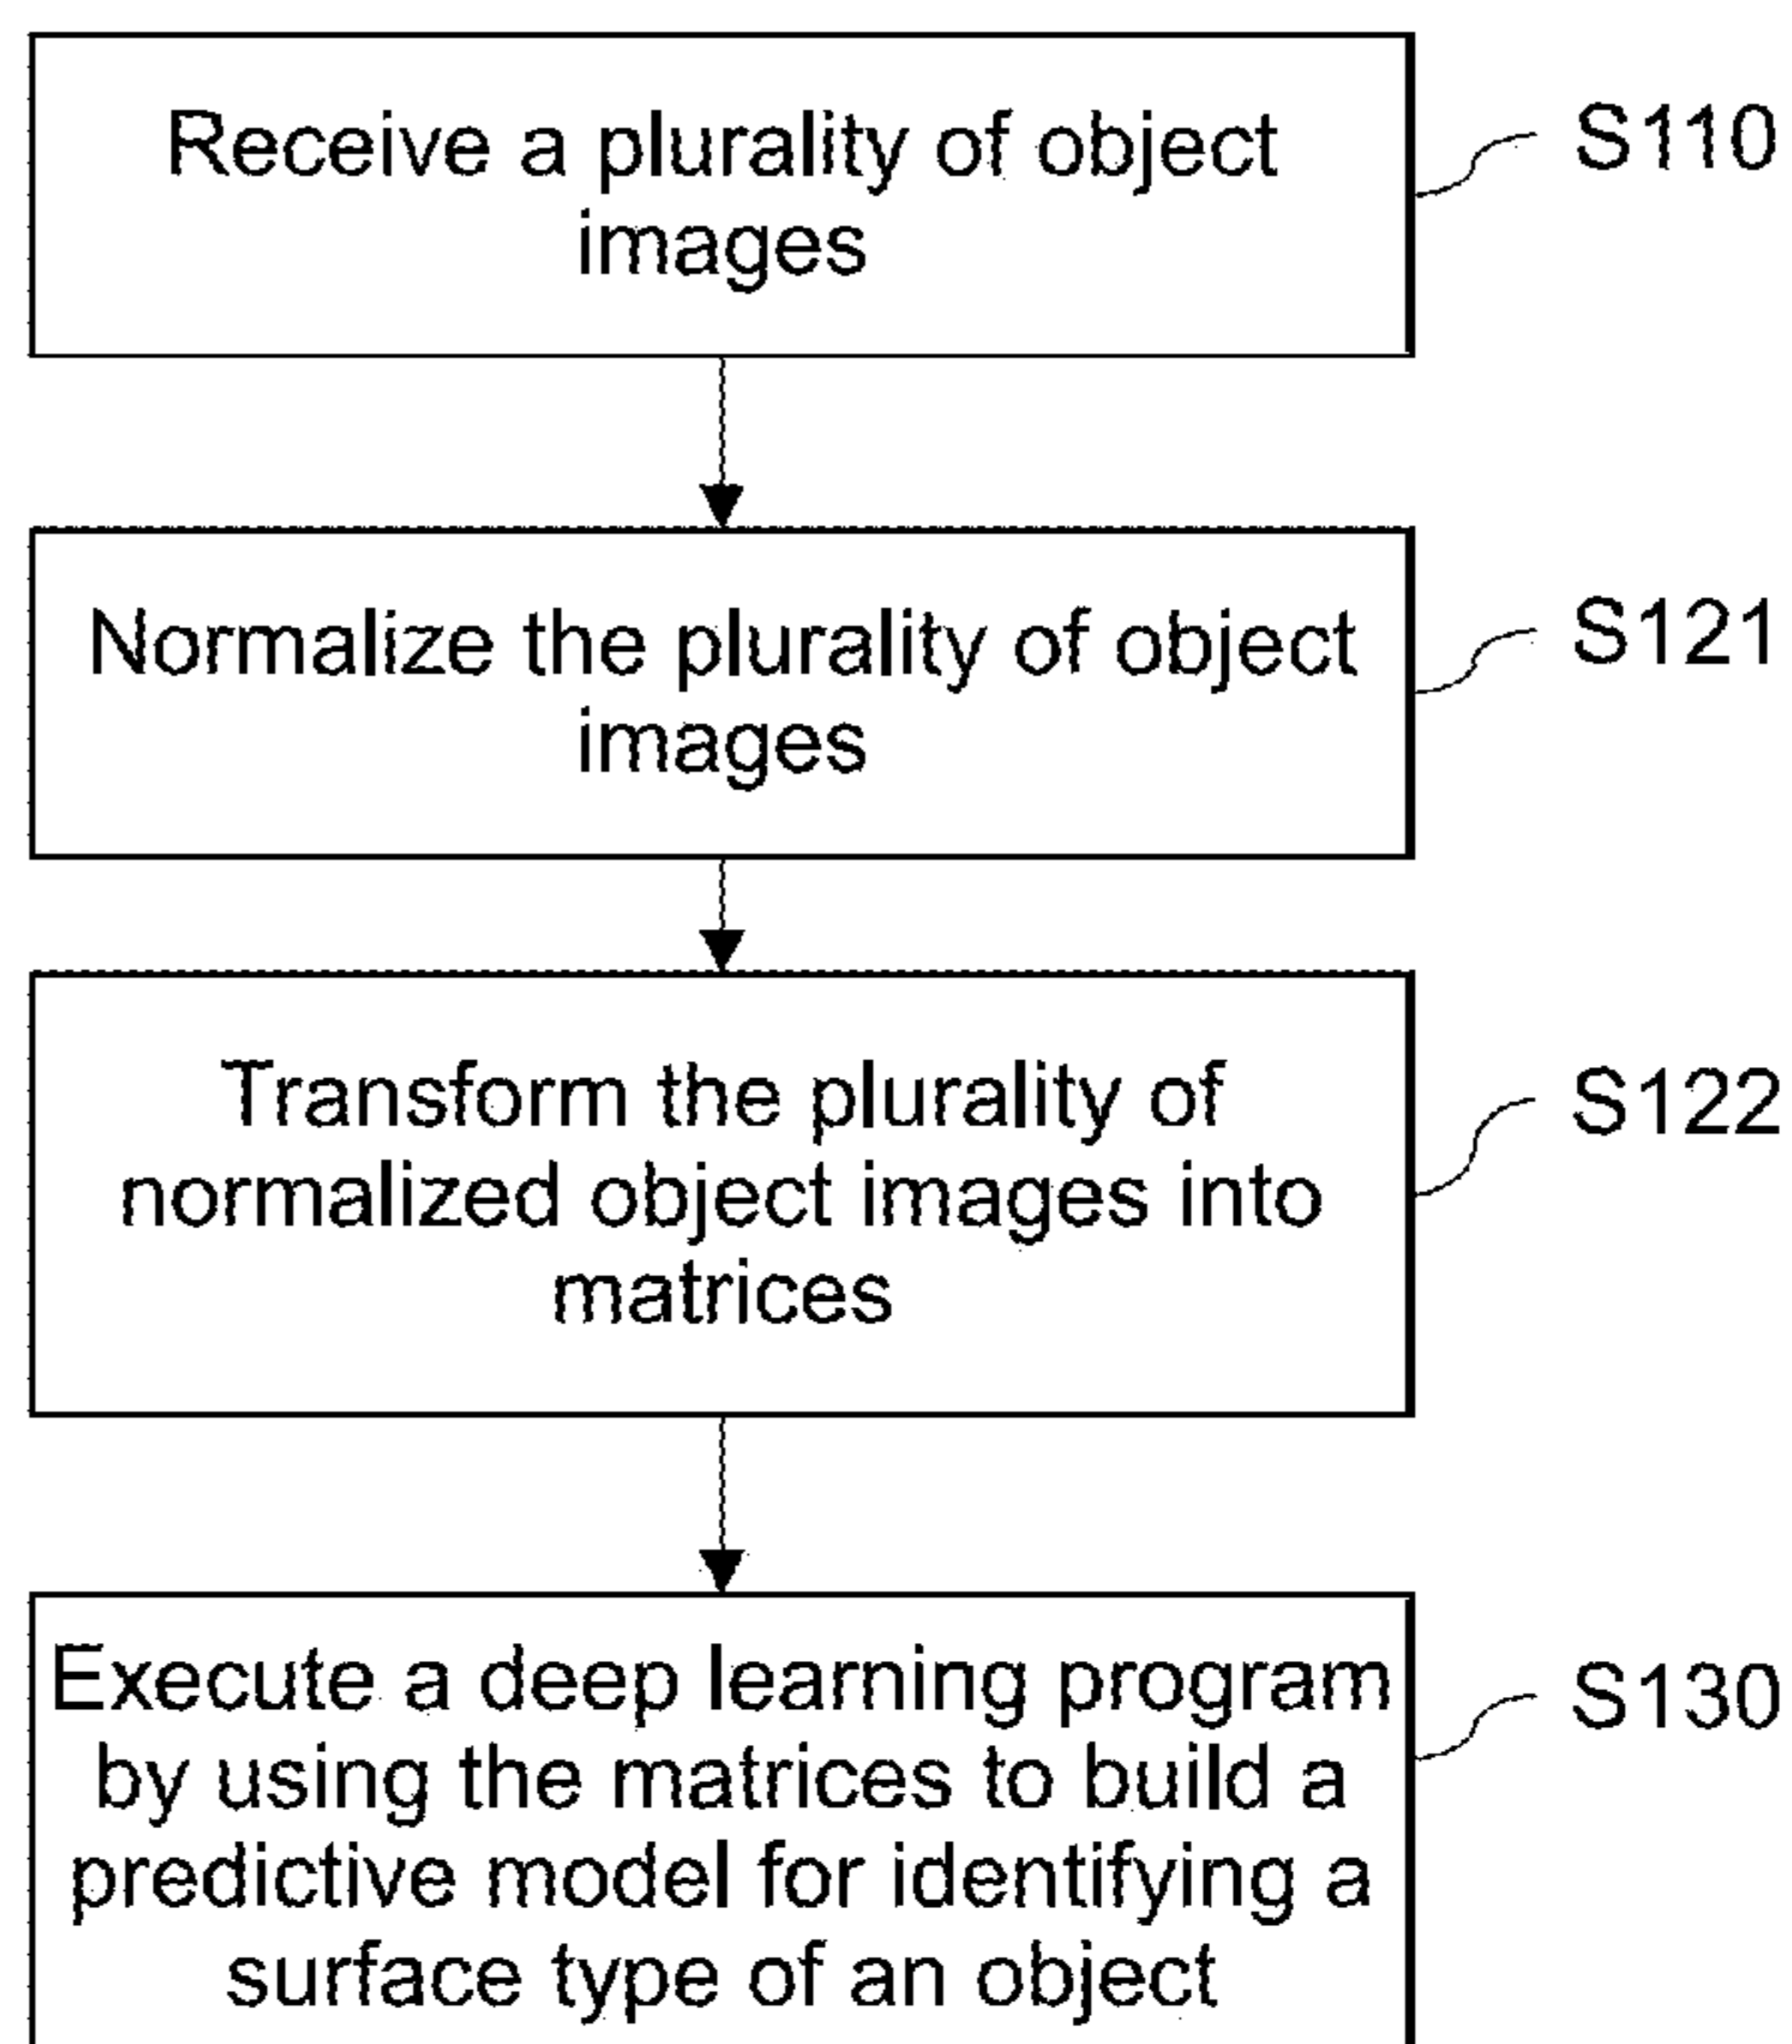 Receive a plurality of object
images
S110
Normalize the plurality of object
images
S121
Transform the plurality of
normalized object images into
matrices
S122
Execute a deep learning program
by using the matrices to build a
predictive model for identifying a
surface type of an object
S130